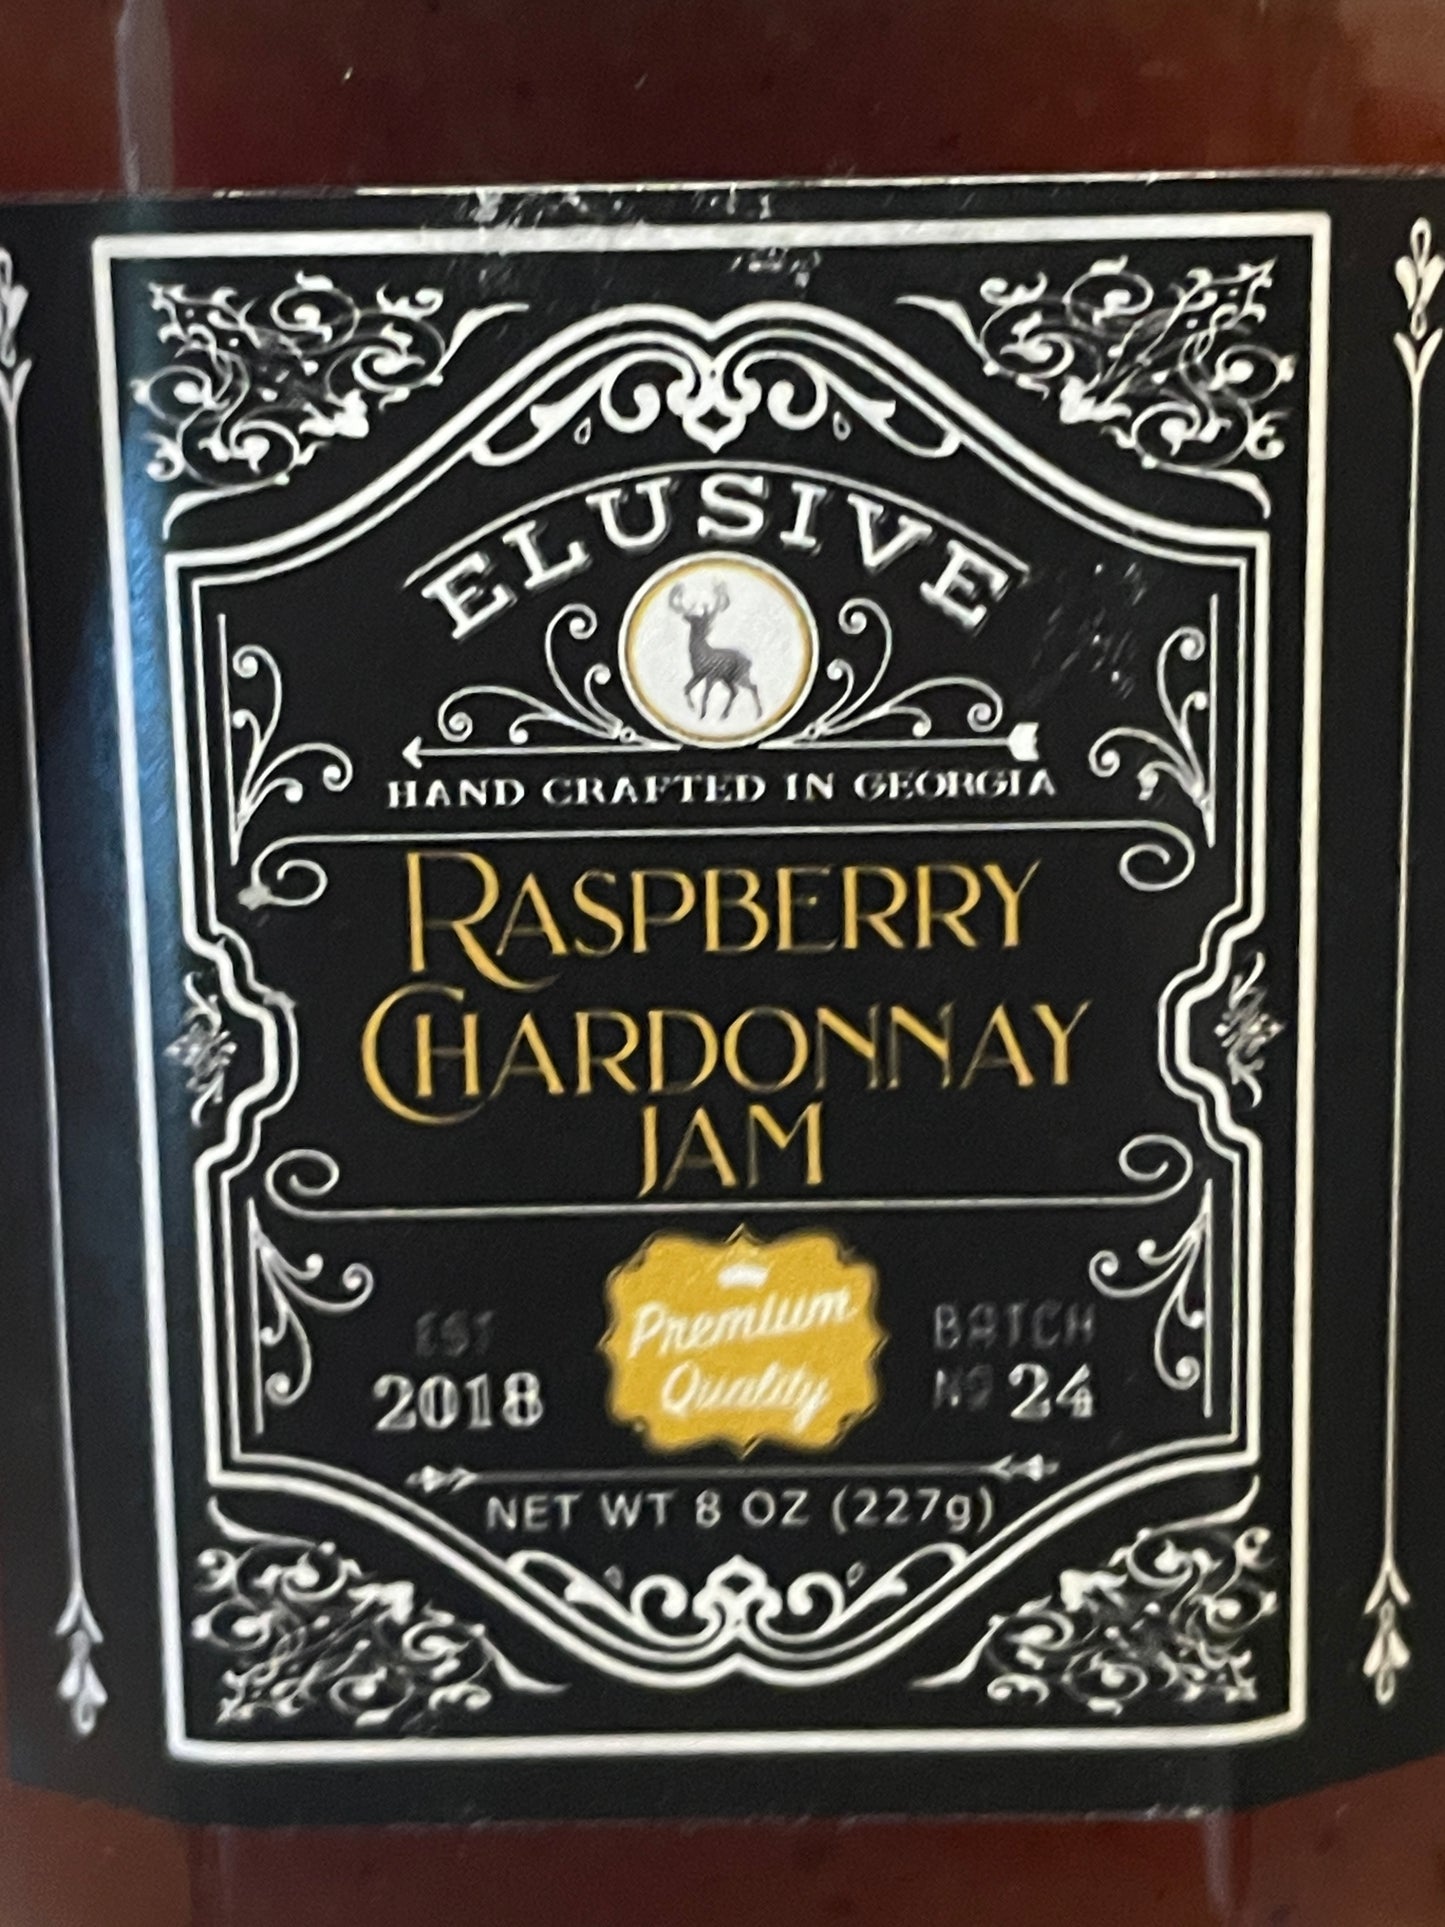 ELUSIVE
HAND CRAFTED IN GEORGIA
RASPBERRY
CHARDONNAY
JAM
Premium
Quality
EST
2018
BATCH
NO 24
NET WT 8 OZ (227g)